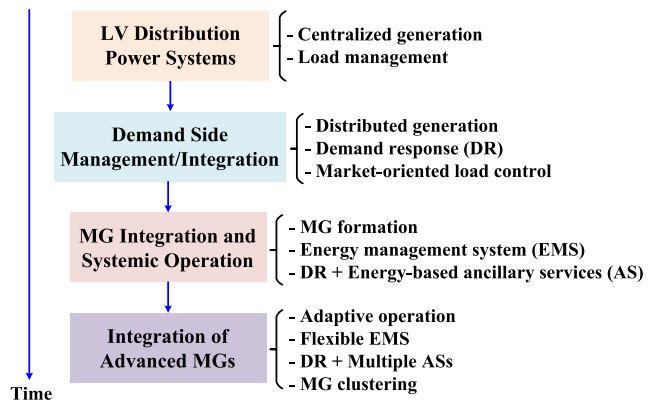 LV Distribution
Power Systems
- Centralized generation
- Load management
Demand Side
Management/Integration
- Distributed generation
- Demand response (DR)
- Market-oriented load control
MG Integration and
Systemic Operation
- MG formation
- Energy management system (EMS)
- DR + Energy-based ancillary services (AS)
Integration of
Advanced MGs
- Adaptive operation
- Flexible EMS
- DR + Multiple ASs
- MG clustering
Time